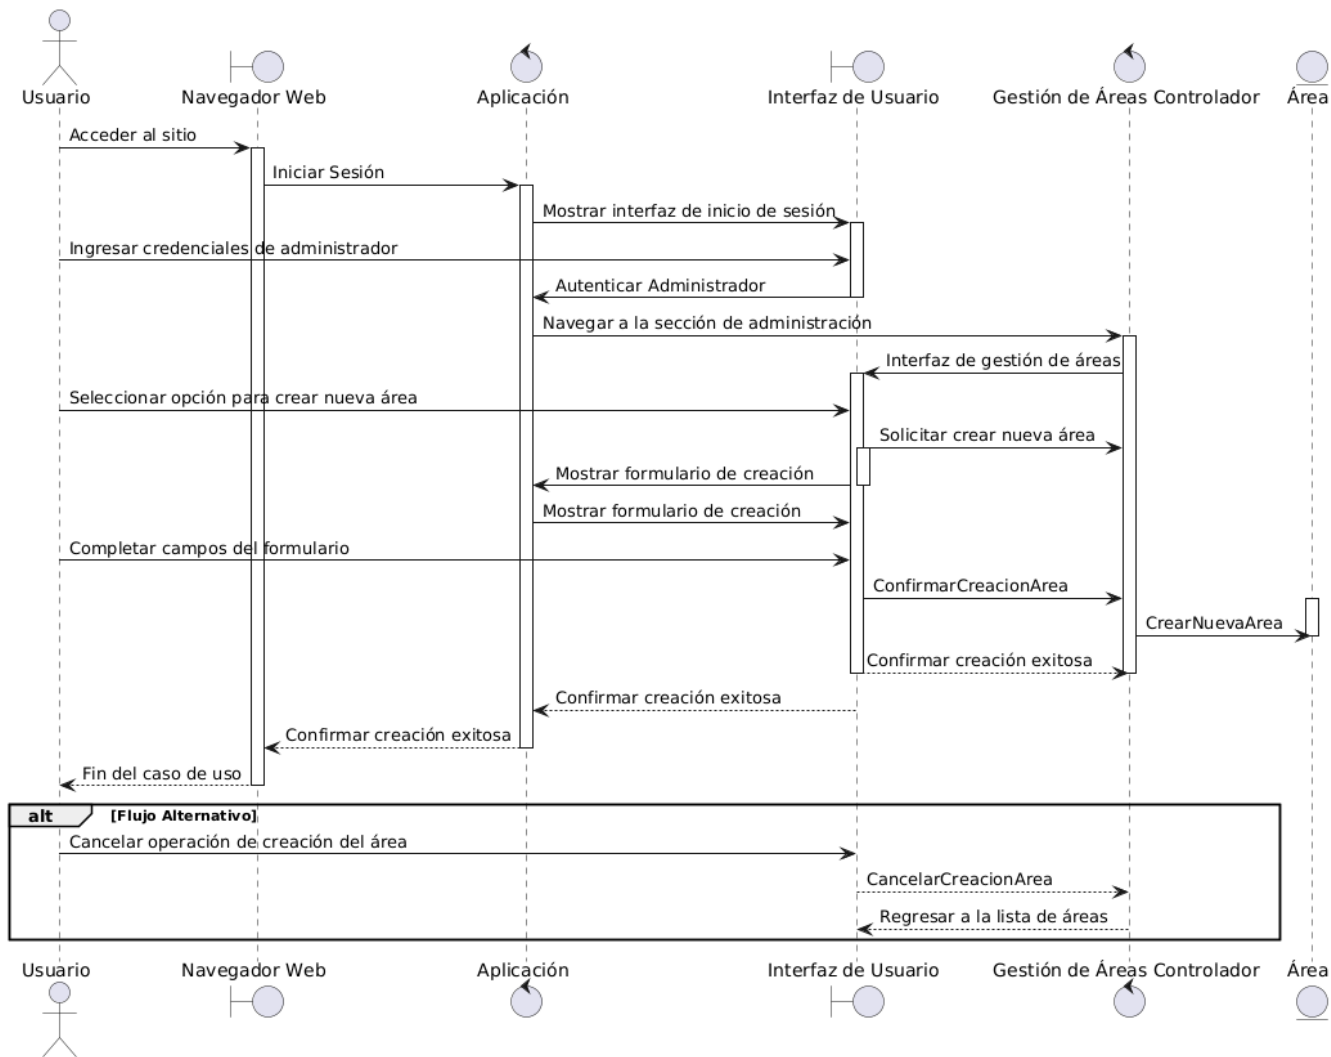 Usuario
Navegador Web
Aplicación
Interfaz de Usuario
Gestión de Áreas Controlador
Área
Acceder al sitio
Iniciar Sesión
Mostrar interfaz de inicio de sesión
Ingresar credenciales de administrador
Autenticar Administrador
Navegar a la sección de administración
Interfaz de gestión de áreas
Seleccionar opción para crear nueva área
Solicitar crear nueva área
Mostrar formulario de creación
Mostrar formulario de creación
Completar campos del formulario
ConfirmarCreacionArea
CrearNuevaArea
Confirmar creación exitosa
Confirmar creación exitosa
Confirmar creación exitosa
Fin del caso de uso
alt
[Flujo Alternativo]
Cancelar operación de creación del área
CancelarCreacionArea
Regresar a la lista de áreas
Usuario
Navegador Web
Aplicación
Interfaz de Usuario
Gestión de Áreas Controlador
Área